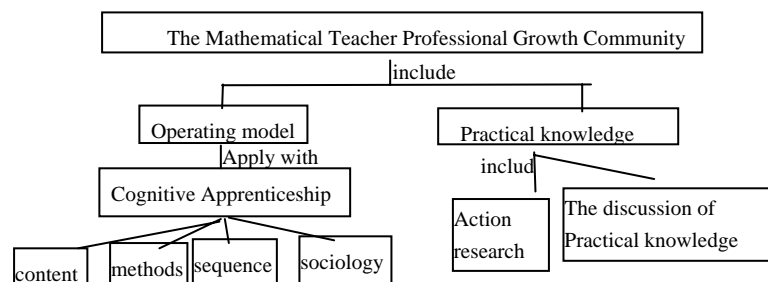 The Mathematical Teacher Professional Growth Community
include
Operating model
Practical knowledge
Apply with
includ
Cognitive Apprenticeship
Action
research
The discussion of
Practical knowledge
content
methods
sequence
sociology